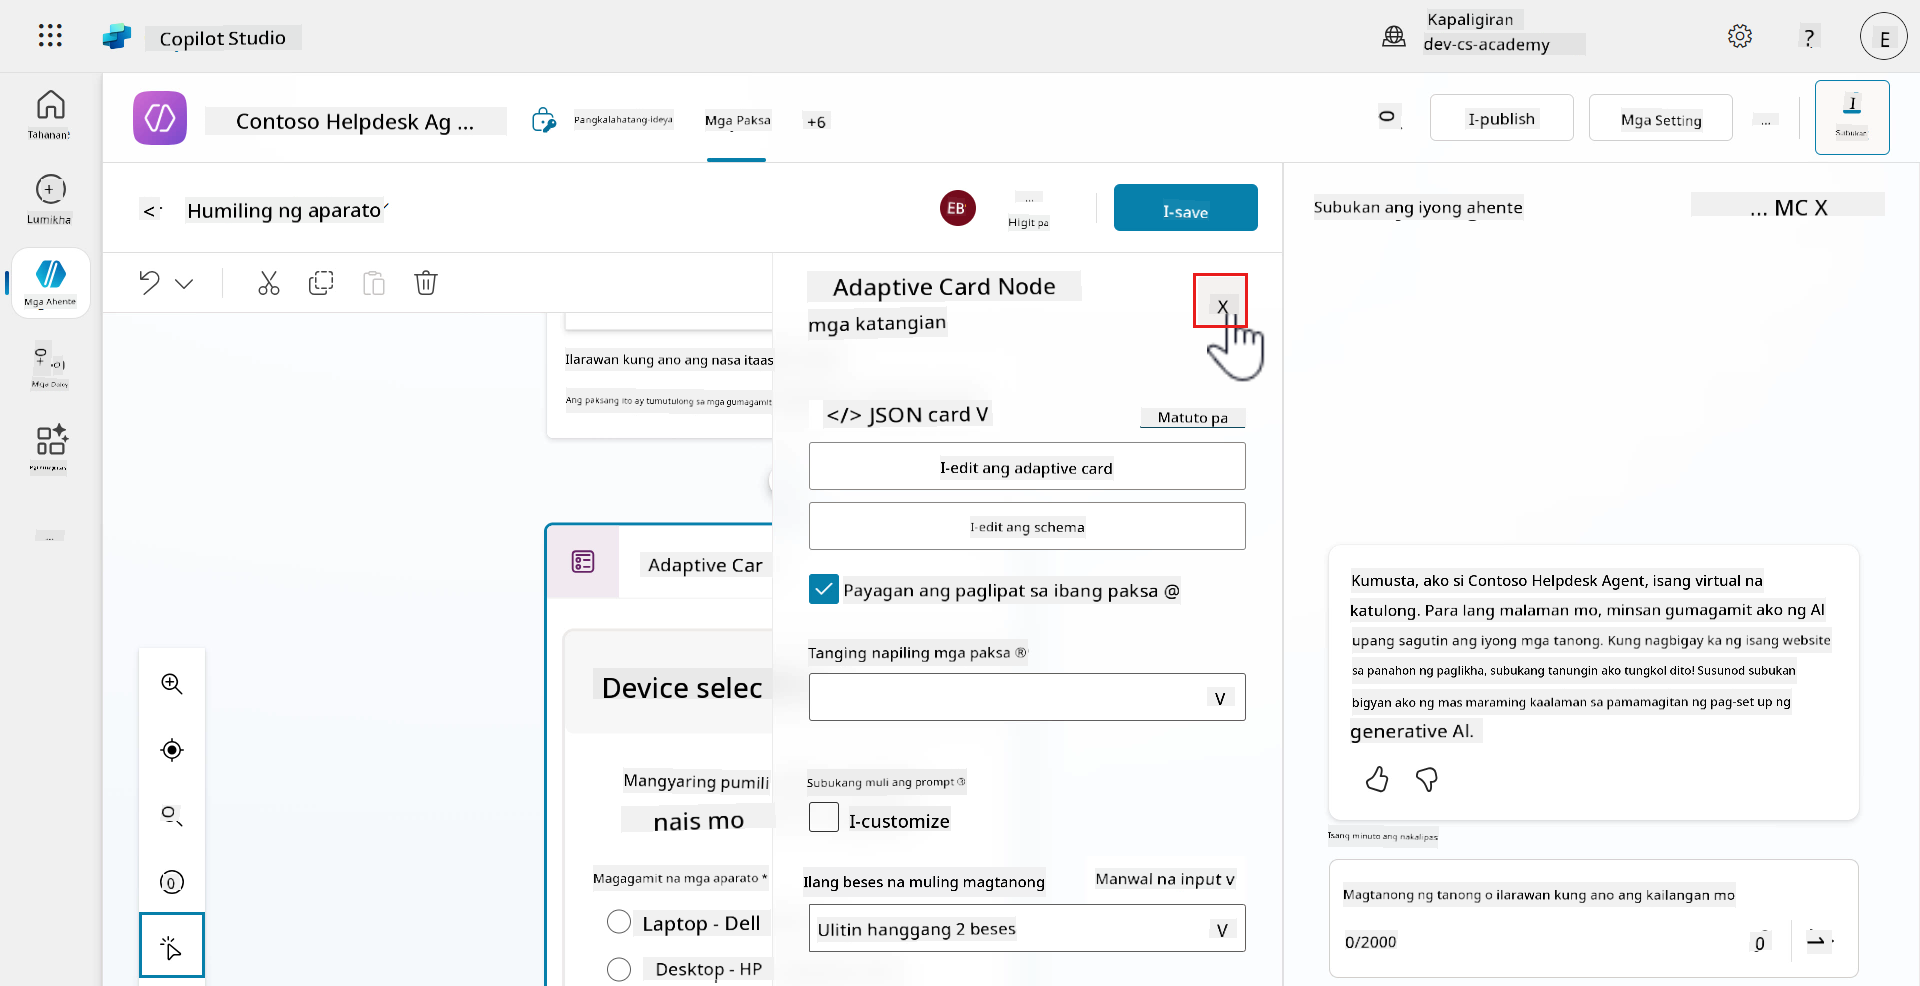 Copilot Studio
Kapaligiran
dev-cs-academy
?
E
Tahanan
Lumikha
Mga Ahente
...
Contoso Helpdesk Ag ...
Pangkalahatang-ideya
Mga Paksa
+6
I-publish
Mga Setting
...
Subukan
< Humiling ng aparato
EB
...
Higit pa
I-save
Ilarawan kung ano ang nasa itaas
Ang paksang ito ay tumutulong sa mga gumagamit
Adaptive Car
Device selec
Mangyaring pumili
nais mo
Magagamit na mga aparato *
Laptop - Dell
Desktop - HP
Adaptive Card Node
mga katangian
X
</> JSON card V
Matuto pa
I-edit ang adaptive card
I-edit ang schema
Payagan ang paglipat sa ibang paksa @
Tanging napiling mga paksa ®
V
Subukang muli ang prompt
I-customize
Ilang beses na muling magtanong
Manwal na input v
Ulitin hanggang 2 beses
V
Subukan ang iyong ahente
... MC X
Kumusta, ako si Contoso Helpdesk Agent, isang virtual na
katulong. Para lang malaman mo, minsan gumagamit ako ng AI
upang sagutin ang iyong mga tanong. Kung nagbigay ka ng isang website
sa panahon ng paglikha, subukang tanungin ako tungkol dito! Susunod subukan
bigyan ako ng mas maraming kaalaman sa pamamagitan ng pag-set up ng
generative AI.
Isang minuto ang nakalipas
Magtanong ng tanong o ilarawan kung ano ang kailangan mo
0/2000